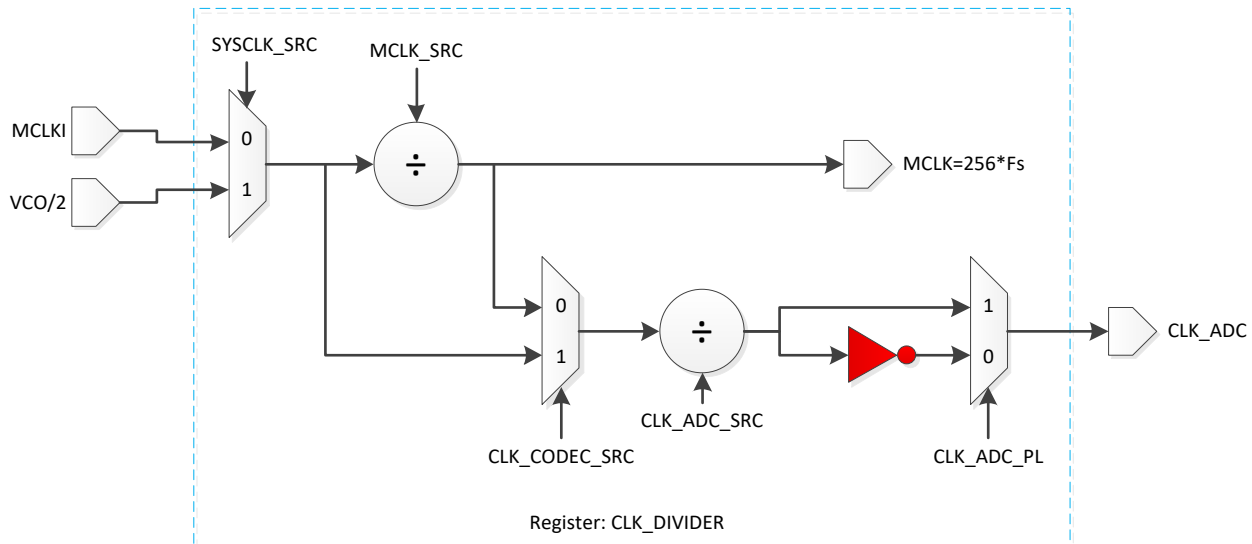 SYSCLK_SRC
MCLK_SRC
MCLKI
0
÷
MCLK=256*Fs
1
VCO/2
0
÷
1
CLK_ADC
1
0
CLK_ADC_SRC
CLK_CODEC_SRC
CLK_ADC_PL
Register: CLK_DIVIDER